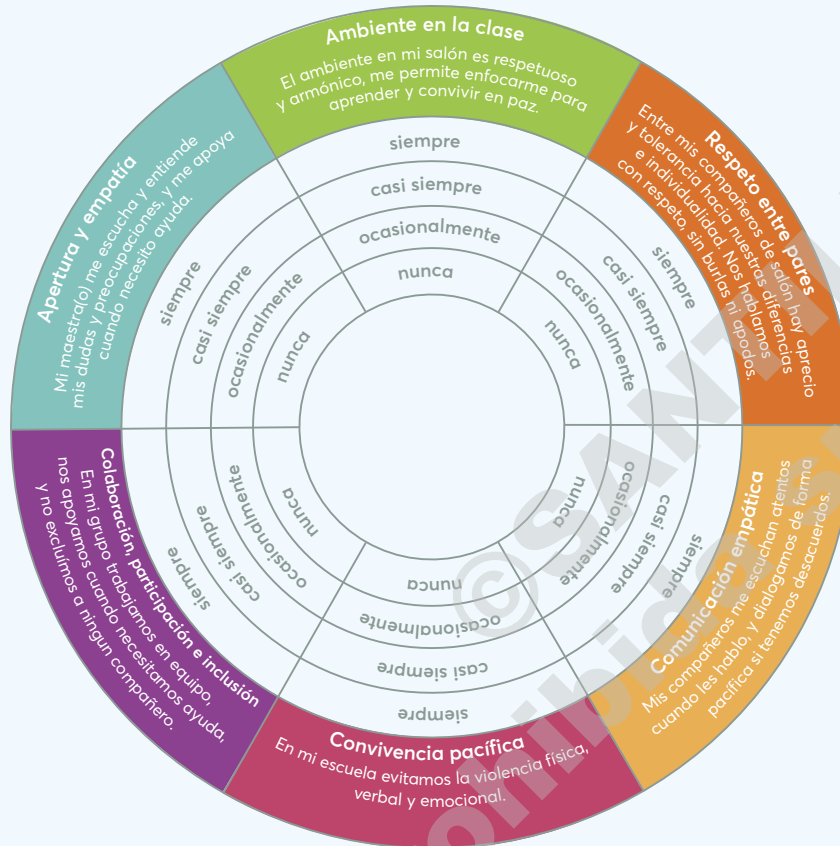 Ambiente en la clase
El ambiente en mi salón es respetuoso
y armónico, me permite enfocarme para
aprender y convivir en paz.
siempre
casi siempre
ocasionalmente
nunca
Respeto entre pares
Entre mis compañeros de salón hay aprecio
y tolerancia hacia nuestras diferencias
e individualidad. Nos hablamos
con respeto, sin burlas ni apodos.
siempre
casi siempre
ocasionalmente
nunca
Comunicación empática
Mis compañeros me escuchan atentos
cuando les hablo, y dialogamos de forma
pacífica si tenemos desacuerdos.
siempre
casi siempre
ocasionalmente
nunca
Convivencia pacífica
En mi escuela evitamos la violencia física,
verbal y emocional.
siempre
casi siempre
ocasionalmente
nunca
Colaboración, participación e inclusión
En mi grupo trabajamos en equipo,
nos apoyamos cuando necesitamos ayuda,
y no excluímos a ningun compañero.
siempre
casi siempre
ocasionalmente
nunca
Apertura y empatía
Mi maestra(o) me escucha y entiende
mis dudas y preocupaciones, y me apoya
cuando necesito ayuda.
siempre
casi siempre
ocasionalmente
nunca
©SANTI